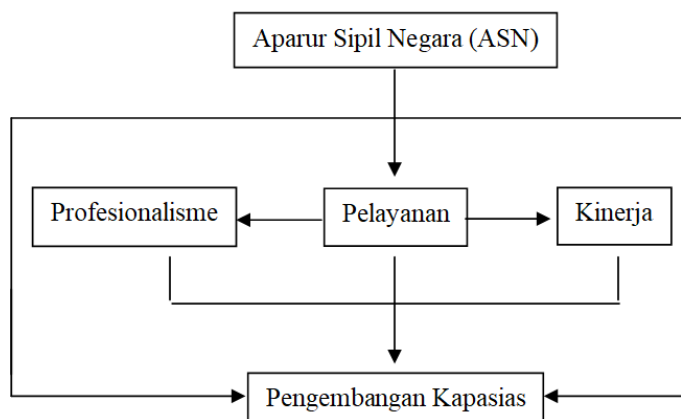 Aparur Sipil Negara (ASN)
Profesionalisme
Pelayanan
Kinerja
Pengembangan Kapasias